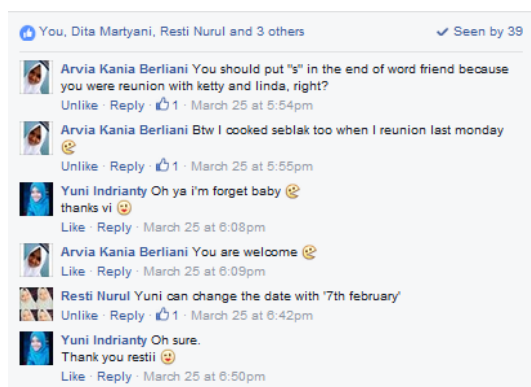 You, Dita Martyani, Resti Nurul and 3 others
Seen by 39
Arvia Kania Berliani You should put "s" in the end of word friend because
you were reunion with ketty and linda, right?
Unlike · Reply · 1 · March 25 at 5:54pm
Arvia Kania Berliani Btw I cooked seblak too when I reunion last monday
Unlike · Reply · 1 · March 25 at 5:55pm
Yuni Indrianty Oh ya i'm forget baby
thanks vi
Like · Reply · March 25 at 6:08pm
Arvia Kania Berliani You are welcome
Like · Reply · March 25 at 6:09pm
Resti Nurul Yuni can change the date with '7th february'
Unlike · Reply · 1 · March 25 at 6:42pm
Yuni Indrianty Oh sure.
Thank you restii
Like · Reply · March 25 at 6:50pm